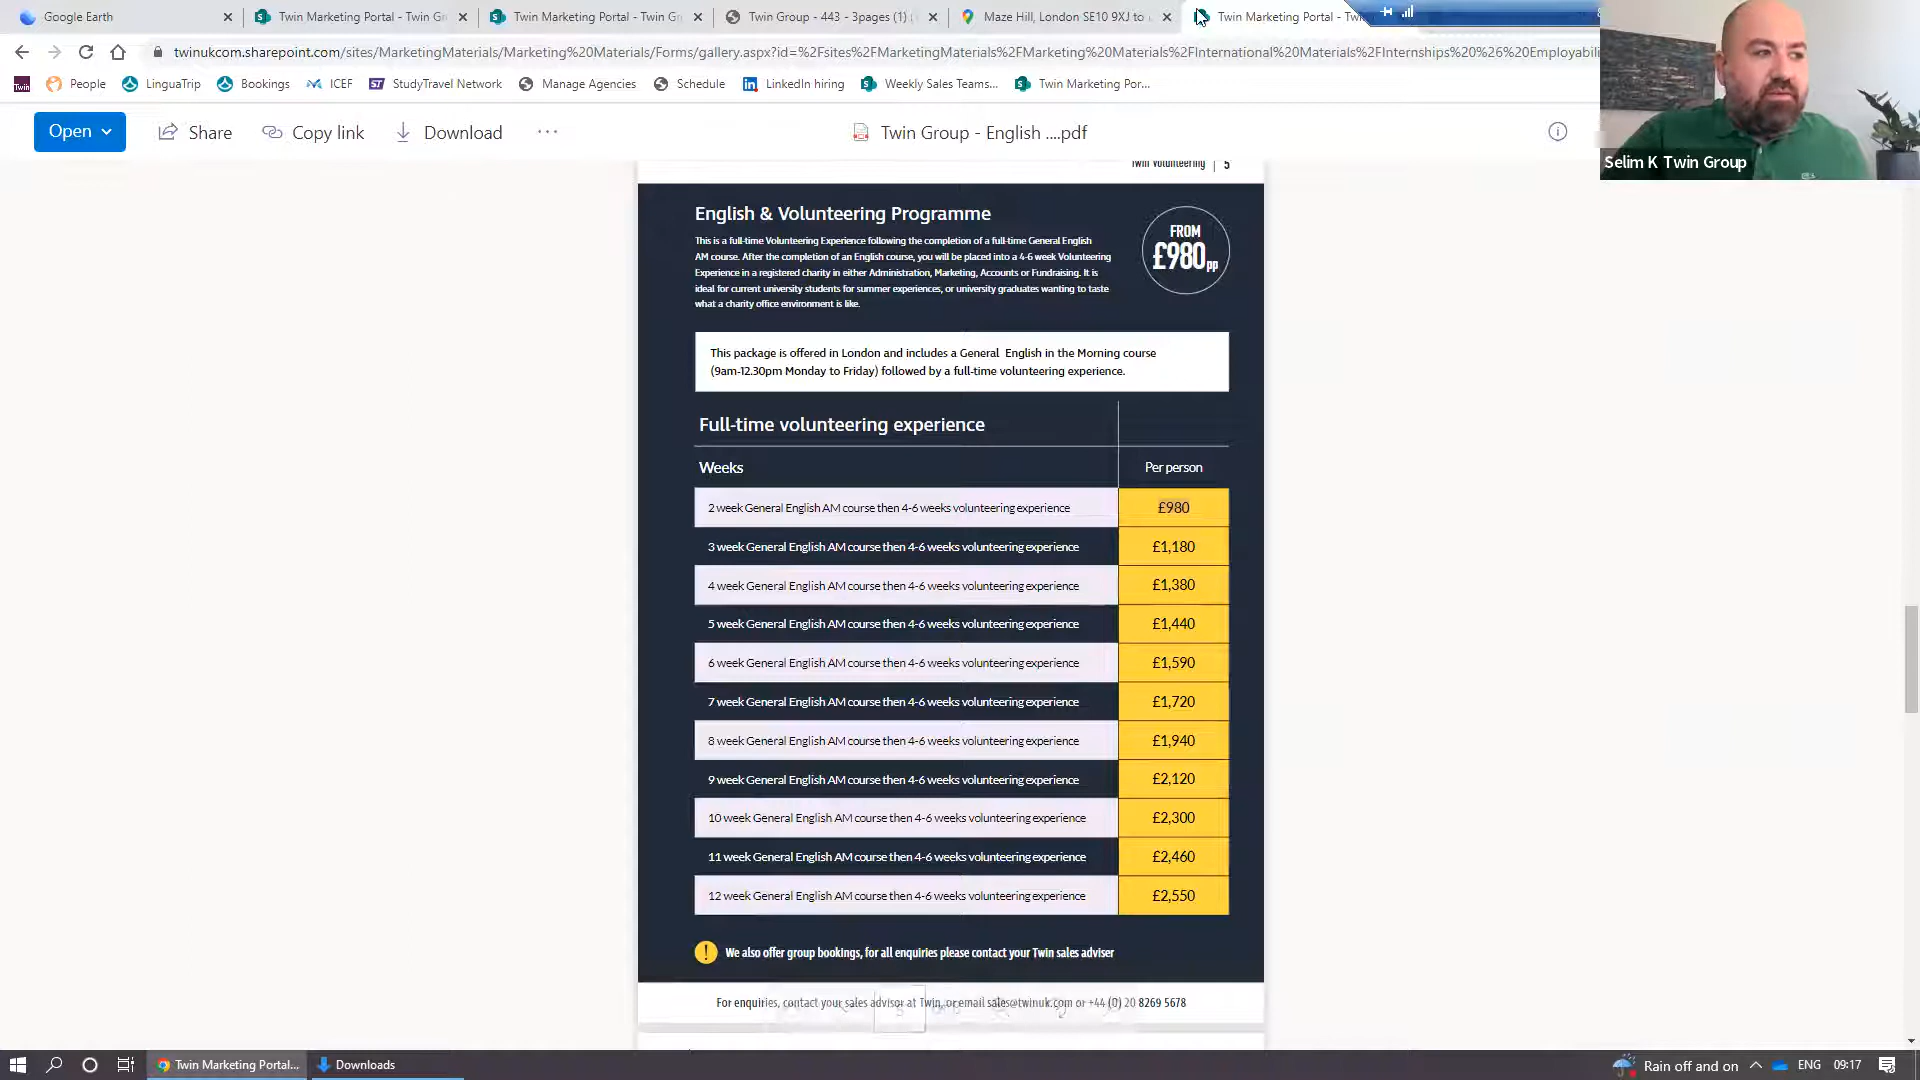 Google Earth
Twin Marketing Portal - Twin Gr
Twin Marketing Portal - Twin G
Twin Group - 443 - 3pages (1)
Maze Hill, London SE10 9XJ to
Twin Marketing Portal - Tw
twinukcom.sharepoint.com/sites/MarketingMaterials/Marketing%20Materials/Forms/gallery.aspx?id=%2Fsites%2FMarketingMaterials%2FMarketing%20Materials%2FInternational%20Materials%2FInternships%20%26%20Employabi
Twin
People
LinguaTrip
Bookings
ICEF
ST StudyTravel Network
Manage Agencies
Schedule
LinkedIn hiring
Weekly Sales Teams...
Twin Marketing Por...
Open
Share
Copy link
Download
Twin Group - English ....pdf
Selim K Twin Group
Twin Volunteering | 5
English & Volunteering Programme
This is a full-time Volunteering Experience following the completion of a full-time General English
AM course. After the completion of an English course, you will be placed into a 4-6 week Volunteering
Experience in a registered charity in either Administration, Marketing, Accounts or Fundraising. It is
ideal for current university students for summer experiences, or university graduates wanting to taste
what a charity office environment is like.
FROM
£980pp
This package is offered in London and includes a General English in the Morning course
(9am-12.30pm Monday to Friday) followed by a full-time volunteering experience.
Full-time volunteering experience
Weeks Per person
2 week General English AM course then 4-6 weeks volunteering experience £980
3 week General English AM course then 4-6 weeks volunteering experience £1,180
4 week General English AM course then 4-6 weeks volunteering experience £1,380
5 week General English AM course then 4-6 weeks volunteering experience £1,440
6 week General English AM course then 4-6 weeks volunteering experience £1,590
7 week General English AM course then 4-6 weeks volunteering experience £1,720
8 week General English AM course then 4-6 weeks volunteering experience £1,940
9 week General English AM course then 4-6 weeks volunteering experience £2,120
10 week General English AM course then 4-6 weeks volunteering experience £2,300
11 week General English AM course then 4-6 weeks volunteering experience £2,460
12 week General English AM course then 4-6 weeks volunteering experience £2,550
! We also offer group bookings, for all enquiries please contact your Twin sales adviser
For enquiries, contact your sales advisor at Twin, or email sales@twinuk.com or +44 (0) 20 8269 5678
Twin Marketing Portal...
Downloads
Rain off and on
ENG
09:17